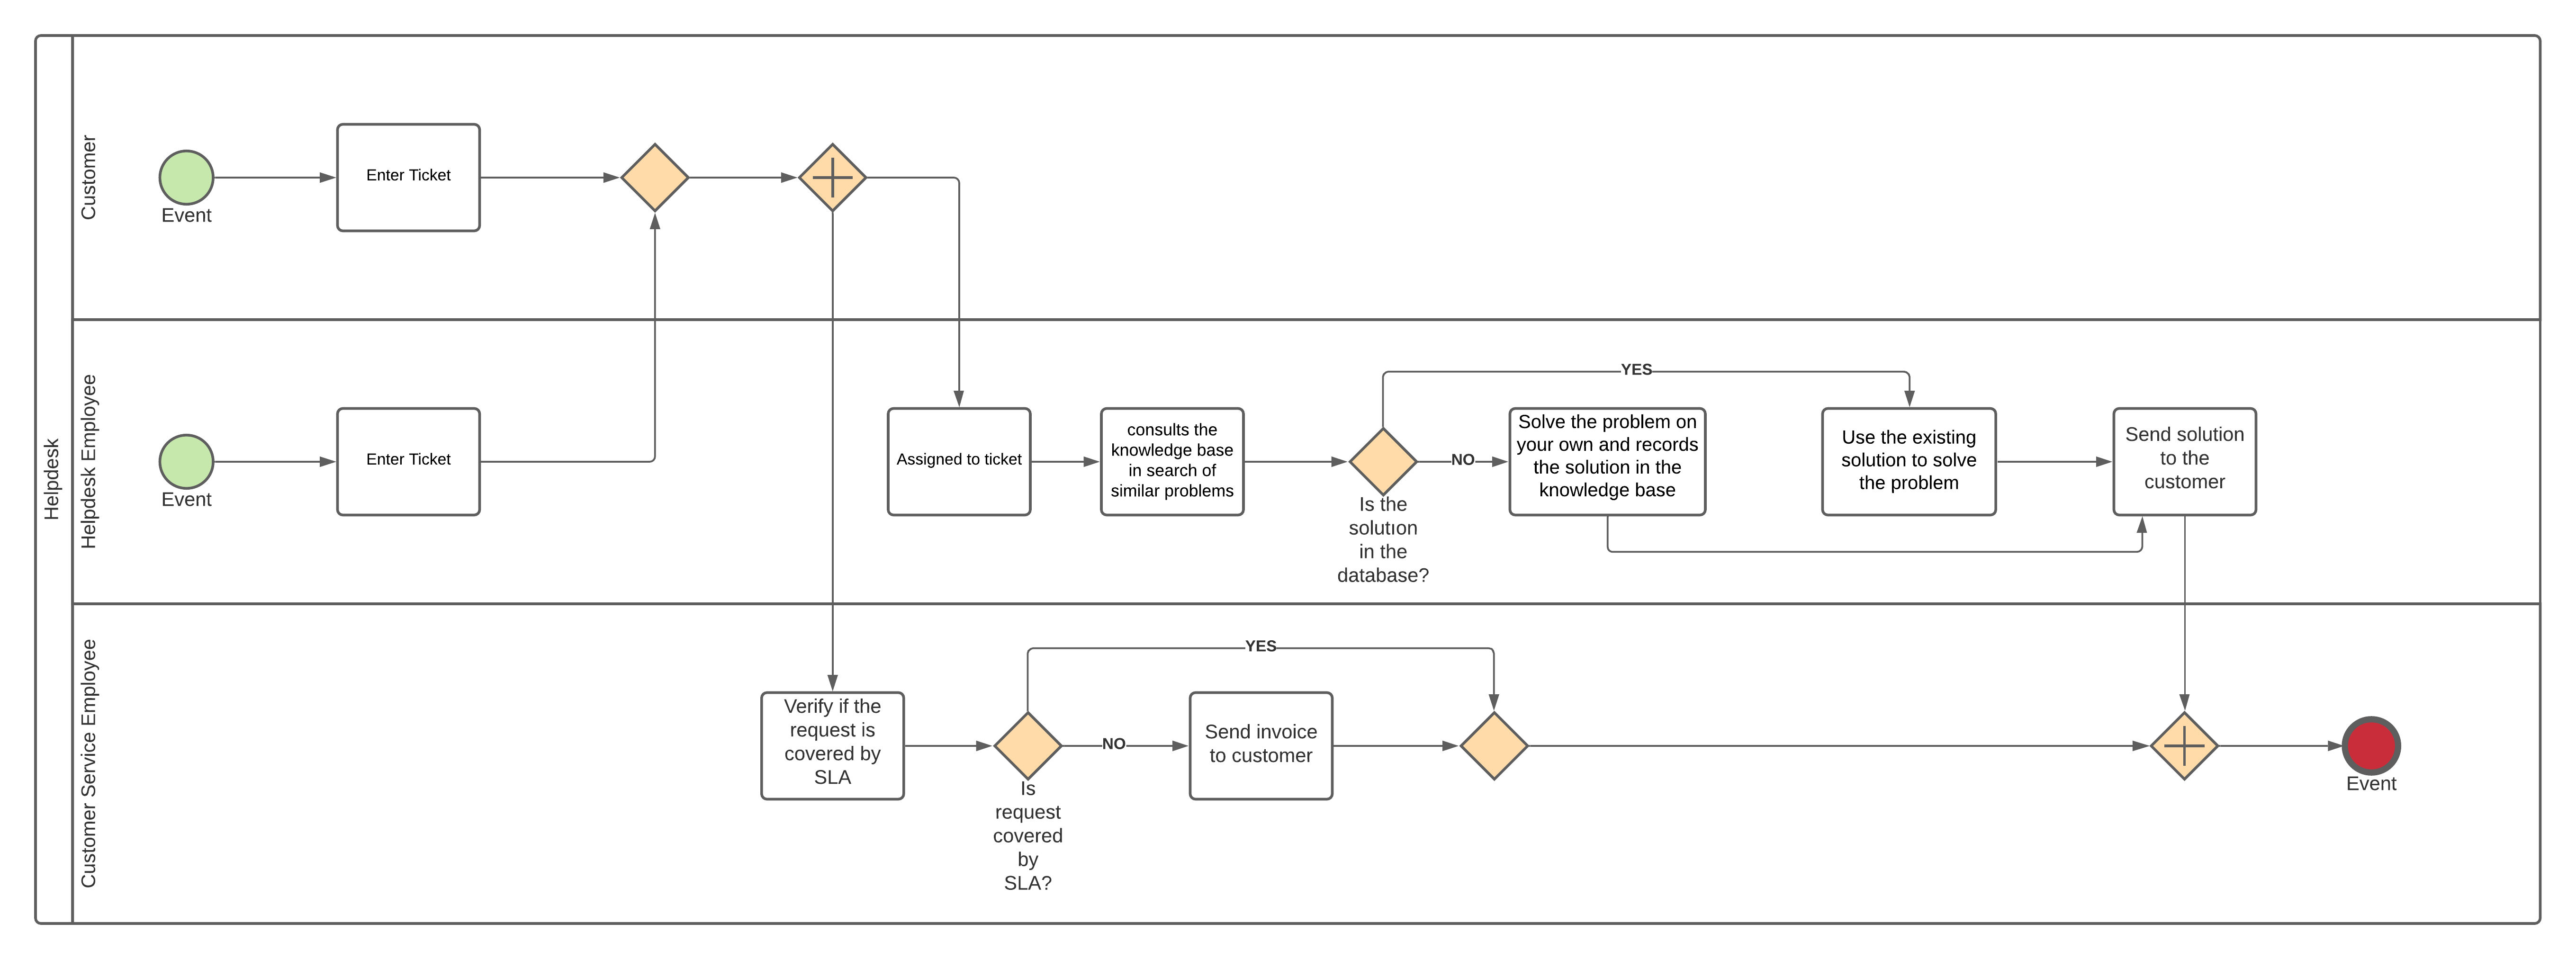 Helpdesk
Customer
Event
Enter Ticket
Helpdesk Employee
Event
Enter Ticket
Assigned to ticket
consults the
knowledge base
in search of
similar problems
YES
NO
Is the
solution
in the
database?
Solve the problem on
your own and records
the solution in the
knowledge base
Use the existing
solution to solve
the problem
Send solution
to the
customer
Customer Service Employee
Verify if the
request is
covered by
SLA
YES
NO
Is
request
covered
by
SLA?
Send invoice
to customer
Event